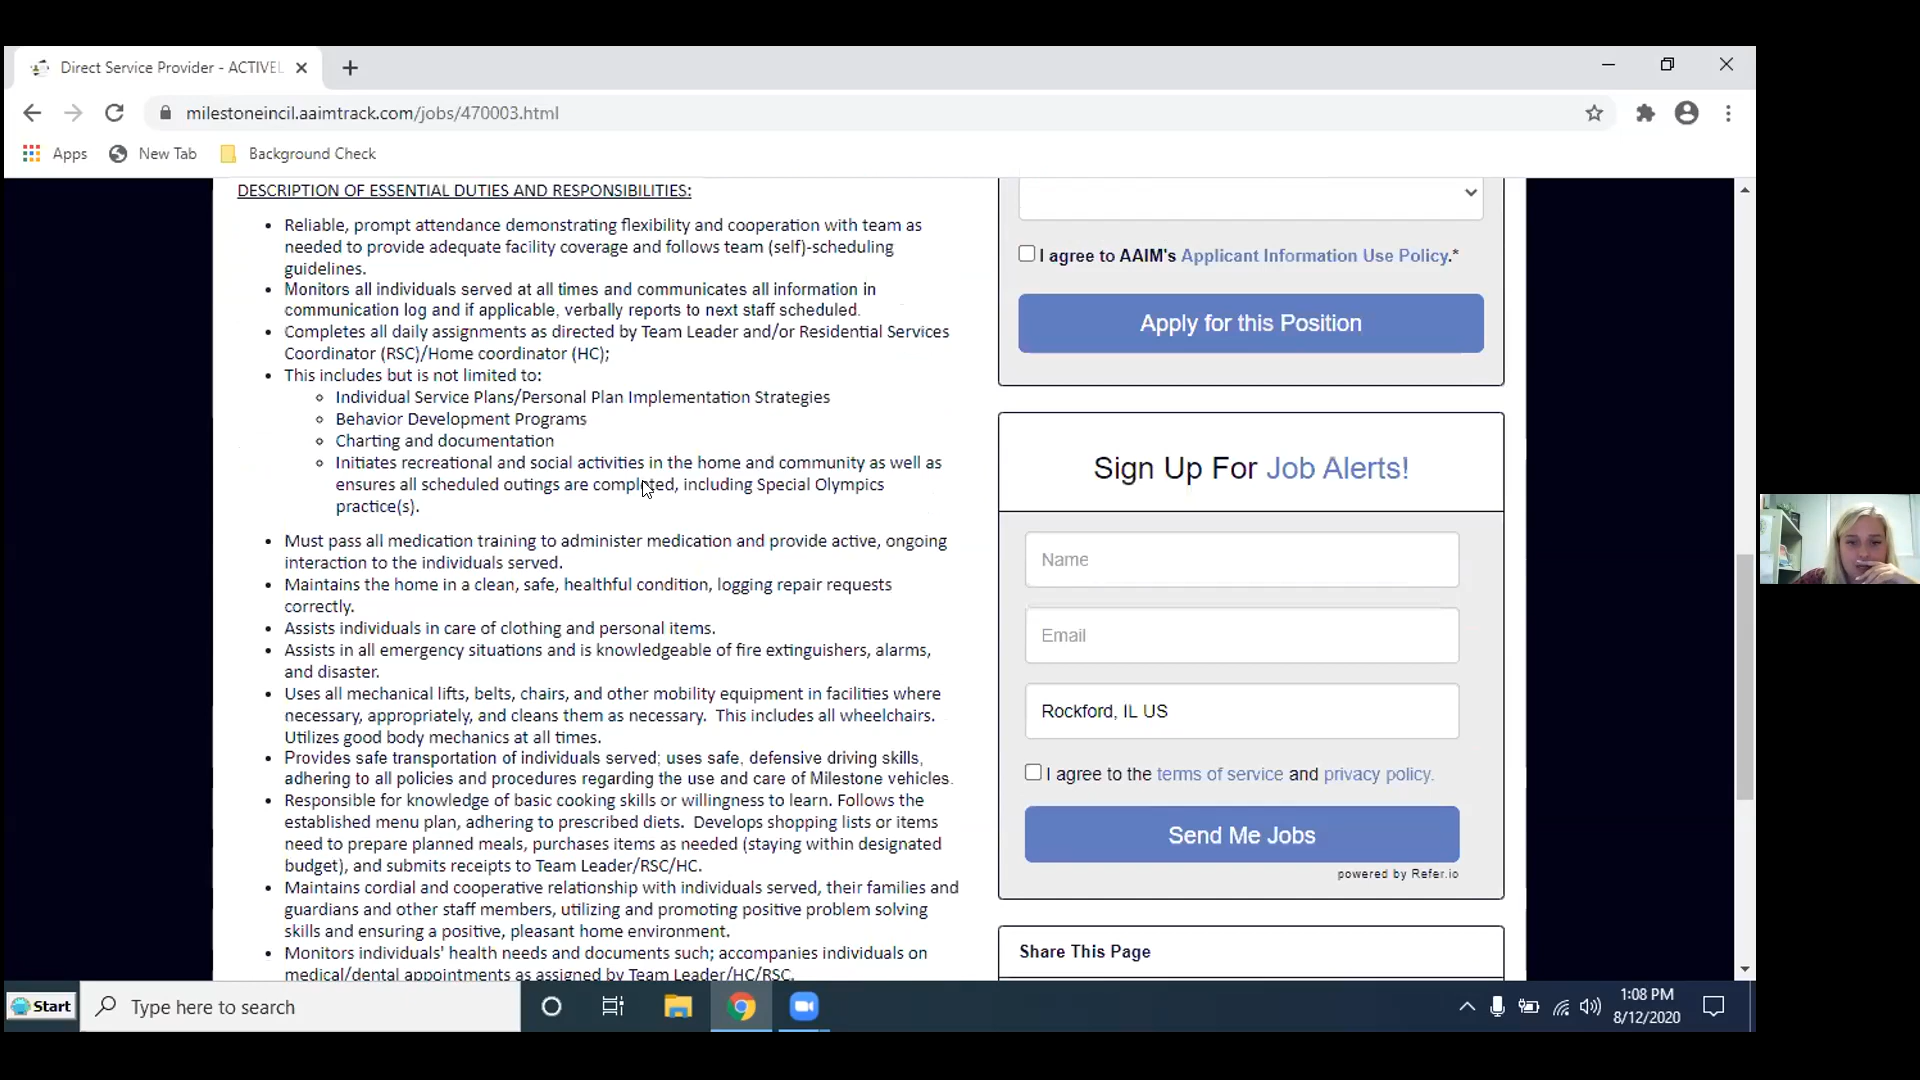 Direct Service Provider - ACTIVEL
milestoneincil.aaimtrack.com/jobs/470003.html
Apps
New Tab
Background Check
DESCRIPTION OF ESSENTIAL DUTIES AND RESPONSIBILITIES:
Reliable, prompt attendance demonstrating flexibility and cooperation with team as
needed to provide adequate facility coverage and follows team (self)-scheduling
guidelines.
Monitors all individuals served at all times and communicates all information in
communication log and if applicable, verbally reports to next staff scheduled.
Completes all daily assignments as directed by Team Leader and/or Residential Services
Coordinator (RSC)/Home coordinator (HC);
This includes but is not limited to:
Individual Service Plans/Personal Plan Implementation Strategies
Behavior Development Programs
Charting and documentation
Initiates recreational and social activities in the home and community as well as
ensures all scheduled outings are completed, including Special Olympics
practice(s).
Must pass all medication training to administer medication and provide active, ongoing
interaction to the individuals served.
Maintains the home in a clean, safe, healthful condition, logging repair requests
correctly.
Assists individuals in care of clothing and personal items.
Assists in all emergency situations and is knowledgeable of fire extinguishers, alarms,
and disaster.
Uses all mechanical lifts, belts, chairs, and other mobility equipment in facilities where
necessary, appropriately, and cleans them as necessary.  This includes all wheelchairs.
Utilizes good body mechanics at all times.
Provides safe transportation of individuals served; uses safe, defensive driving skills,
adhering to all policies and procedures regarding the use and care of Milestone vehicles.
Responsible for knowledge of basic cooking skills or willingness to learn. Follows the
established menu plan, adhering to prescribed diets.  Develops shopping lists or items
need to prepare planned meals, purchases items as needed (staying within designated
budget), and submits receipts to Team Leader/RSC/HC.
Maintains cordial and cooperative relationship with individuals served, their families and
guardians and other staff members, utilizing and promoting positive problem solving
skills and ensuring a positive, pleasant home environment.
Monitors individuals' health needs and documents such; accompanies individuals on
medical/dental appointments as assigned by Team Leader/HC/RSC.
I agree to AAIM's Applicant Information Use Policy.*
Apply for this Position
Sign Up For Job Alerts!
Name
Email
Rockford, IL US
I agree to the terms of service and privacy policy.
Send Me Jobs
powered by Refer.io
Share This Page
Start
Type here to search
1:08 PM
8/12/2020